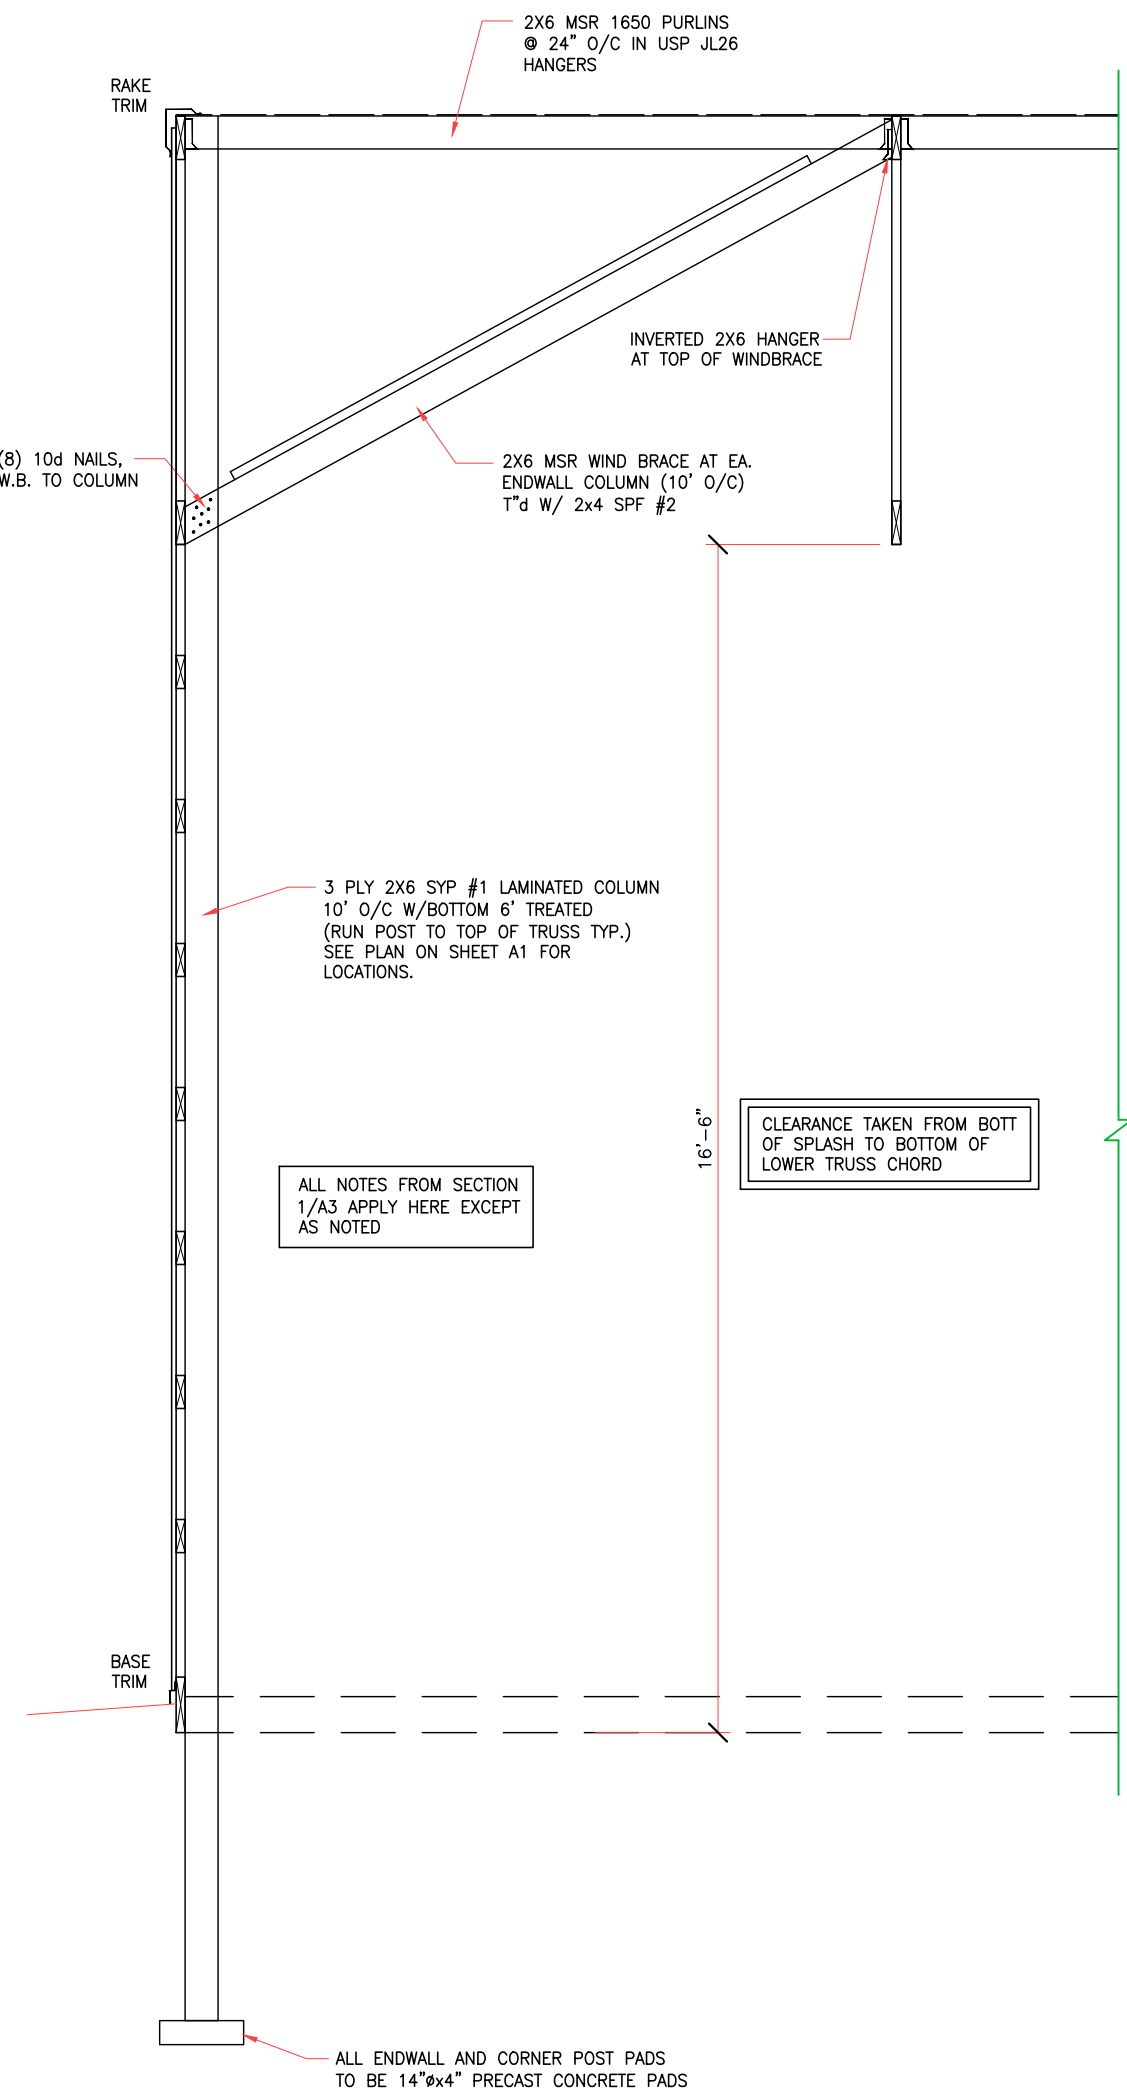 2X6 MSR 1650 PURLINS
@ 24" O/C IN USP JL26
HANGERS
RAKE
TRIM
INVERTED 2X6 HANGER
AT TOP OF WINDBRACE
(8) 10d NAILS,
W.B. TO COLUMN
2X6 MSR WIND BRACE AT EA.
ENDWALL COLUMN (10' O/C)
T"d W/ 2x4 SPF #2
3 PLY 2X6 SYP #1 LAMINATED COLUMN
10' O/C W/BOTTOM 6' TREATED
(RUN POST TO TOP OF TRUSS TYP.)
SEE PLAN ON SHEET A1 FOR
LOCATIONS.
16'-6"
CLEARANCE TAKEN FROM BOTT
OF SPLASH TO BOTTOM OF
LOWER TRUSS CHORD
ALL NOTES FROM SECTION
1/A3 APPLY HERE EXCEPT
AS NOTED
BASE
TRIM
ALL ENDWALL AND CORNER POST PADS
TO BE 14"øx4" PRECAST CONCRETE PADS